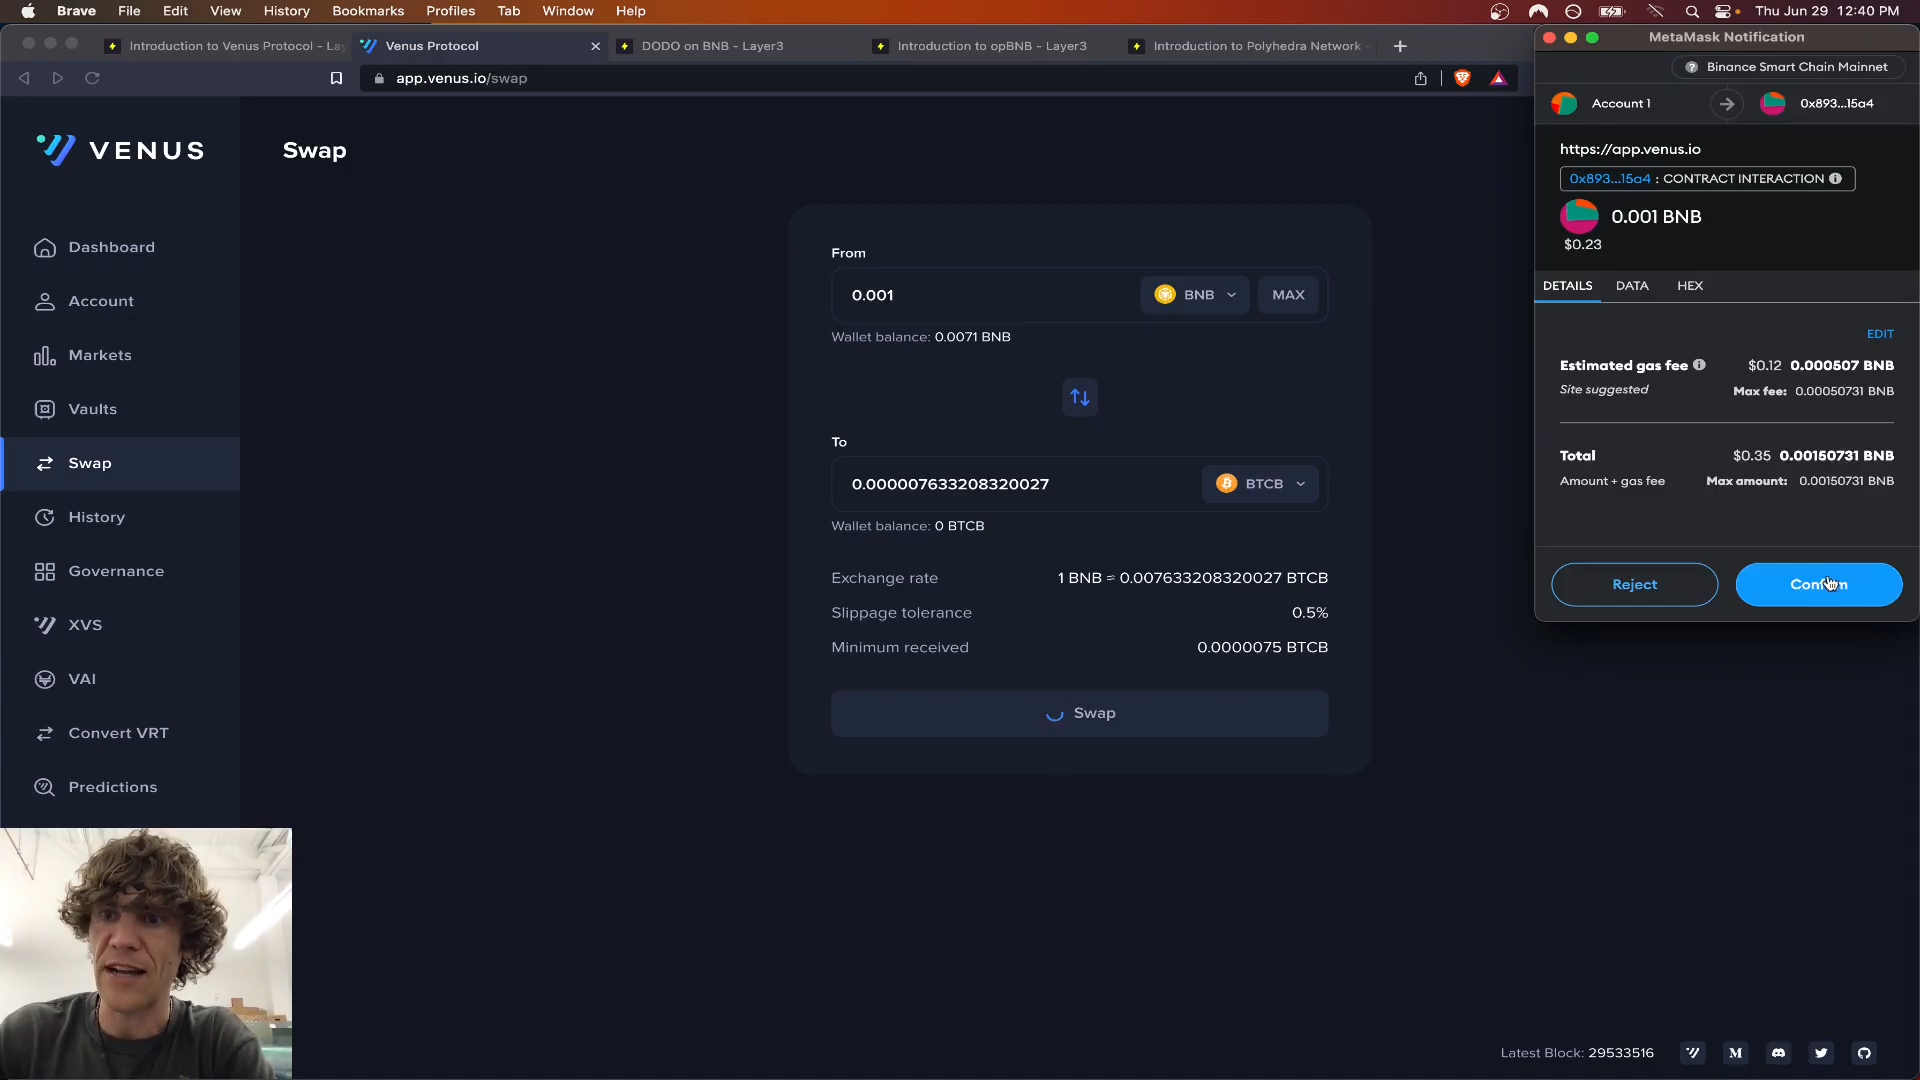 Brave File Edit View History Bookmarks Profiles Tab Window Help
Thu Jun 29 12:40 PM
Introduction to Venus Protocol - Lay
Venus Protocol
DODO on BNB - Layer3
Introduction to opBNB - Layer3
Introduction to Polyhedra Network
app.venus.io/swap
VENUS
Dashboard
Account
Markets
Vaults
Swap
History
Governance
XVS
VAI
Convert VRT
Predictions
Swap
From
0.001
BNB
MAX
Wallet balance: 0.0071 BNB
To
0.000007633208320027
BTCB
Wallet balance: 0 BTCB
Exchange rate 1 BNB = 0.007633208320027 BTCB
Slippage tolerance 0.5%
Minimum received 0.0000075 BTCB
Swap
Latest Block: 29533516
MetaMask Notification
Binance Smart Chain Mainnet
Account 1
0x893...15a4
https://app.venus.io
0x893...15a4 : CONTRACT INTERACTION
0.001 BNB
$0.23
DETAILS DATA HEX
EDIT
Estimated gas fee $0.12 0.000507 BNB
Site suggested Max fee: 0.00050731 BNB
Total $0.35 0.00150731 BNB
Amount + gas fee Max amount: 0.00150731 BNB
Reject
Confirm